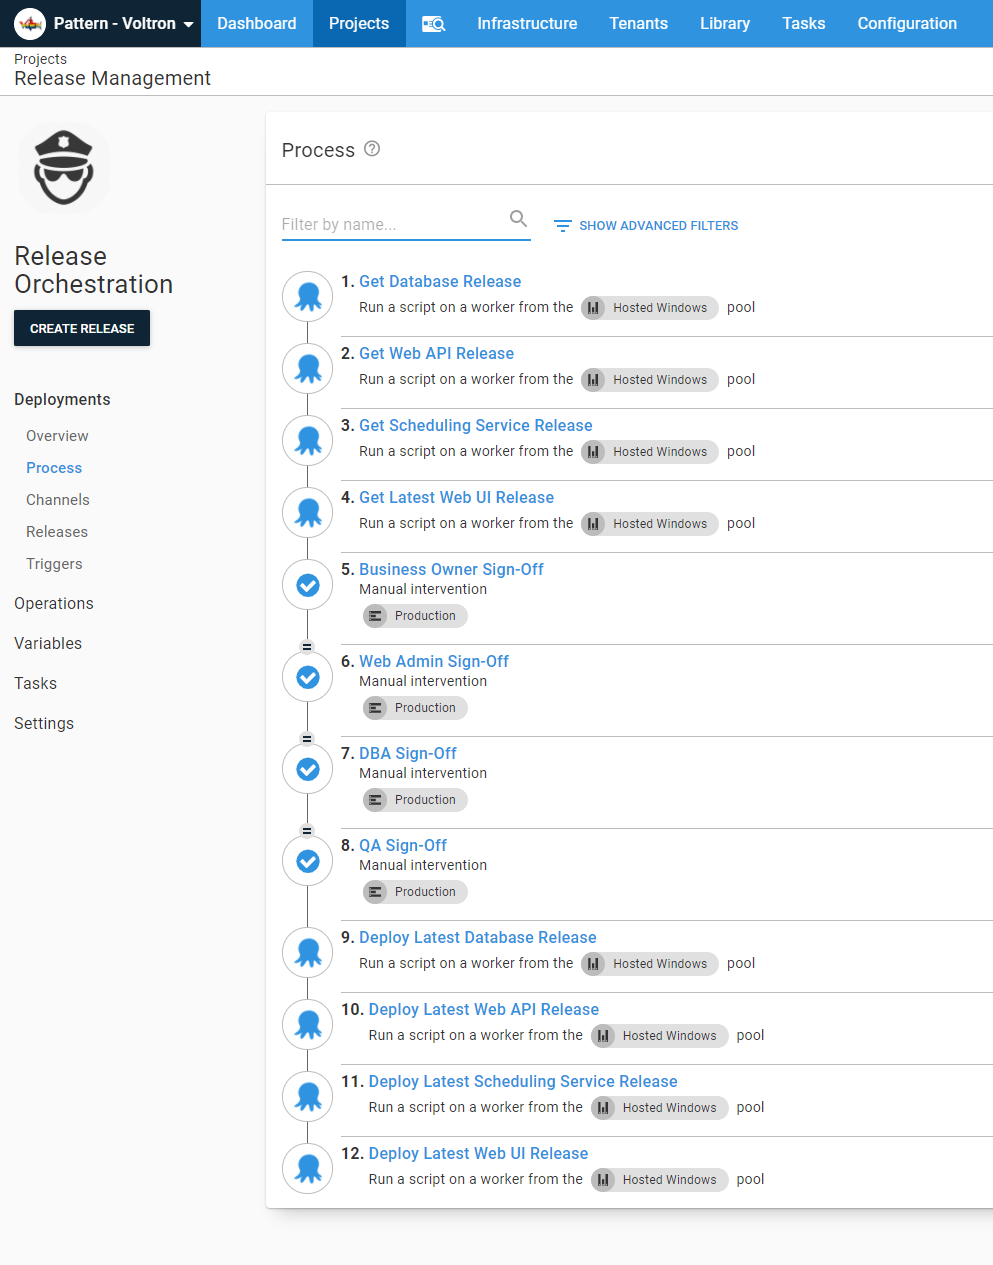 Pattern - Voltron Dashboard Projects Infrastructure Tenants Library Tasks Configuration
Projects
Release Management
Release
Orchestration
CREATE RELEASE
Deployments
Overview
Process
Channels
Releases
Triggers
Operations
Variables
Tasks
Settings
Process ?
Filter by name...
SHOW ADVANCED FILTERS
1. Get Database Release
Run a script on a worker from the Hosted Windows pool
2. Get Web API Release
Run a script on a worker from the Hosted Windows pool
3. Get Scheduling Service Release
Run a script on a worker from the Hosted Windows pool
4. Get Latest Web UI Release
Run a script on a worker from the Hosted Windows pool
5. Business Owner Sign-Off
Manual intervention
Production
6. Web Admin Sign-Off
Manual intervention
Production
7. DBA Sign-Off
Manual intervention
Production
8. QA Sign-Off
Manual intervention
Production
9. Deploy Latest Database Release
Run a script on a worker from the Hosted Windows pool
10. Deploy Latest Web API Release
Run a script on a worker from the Hosted Windows pool
11. Deploy Latest Scheduling Service Release
Run a script on a worker from the Hosted Windows pool
12. Deploy Latest Web UI Release
Run a script on a worker from the Hosted Windows pool